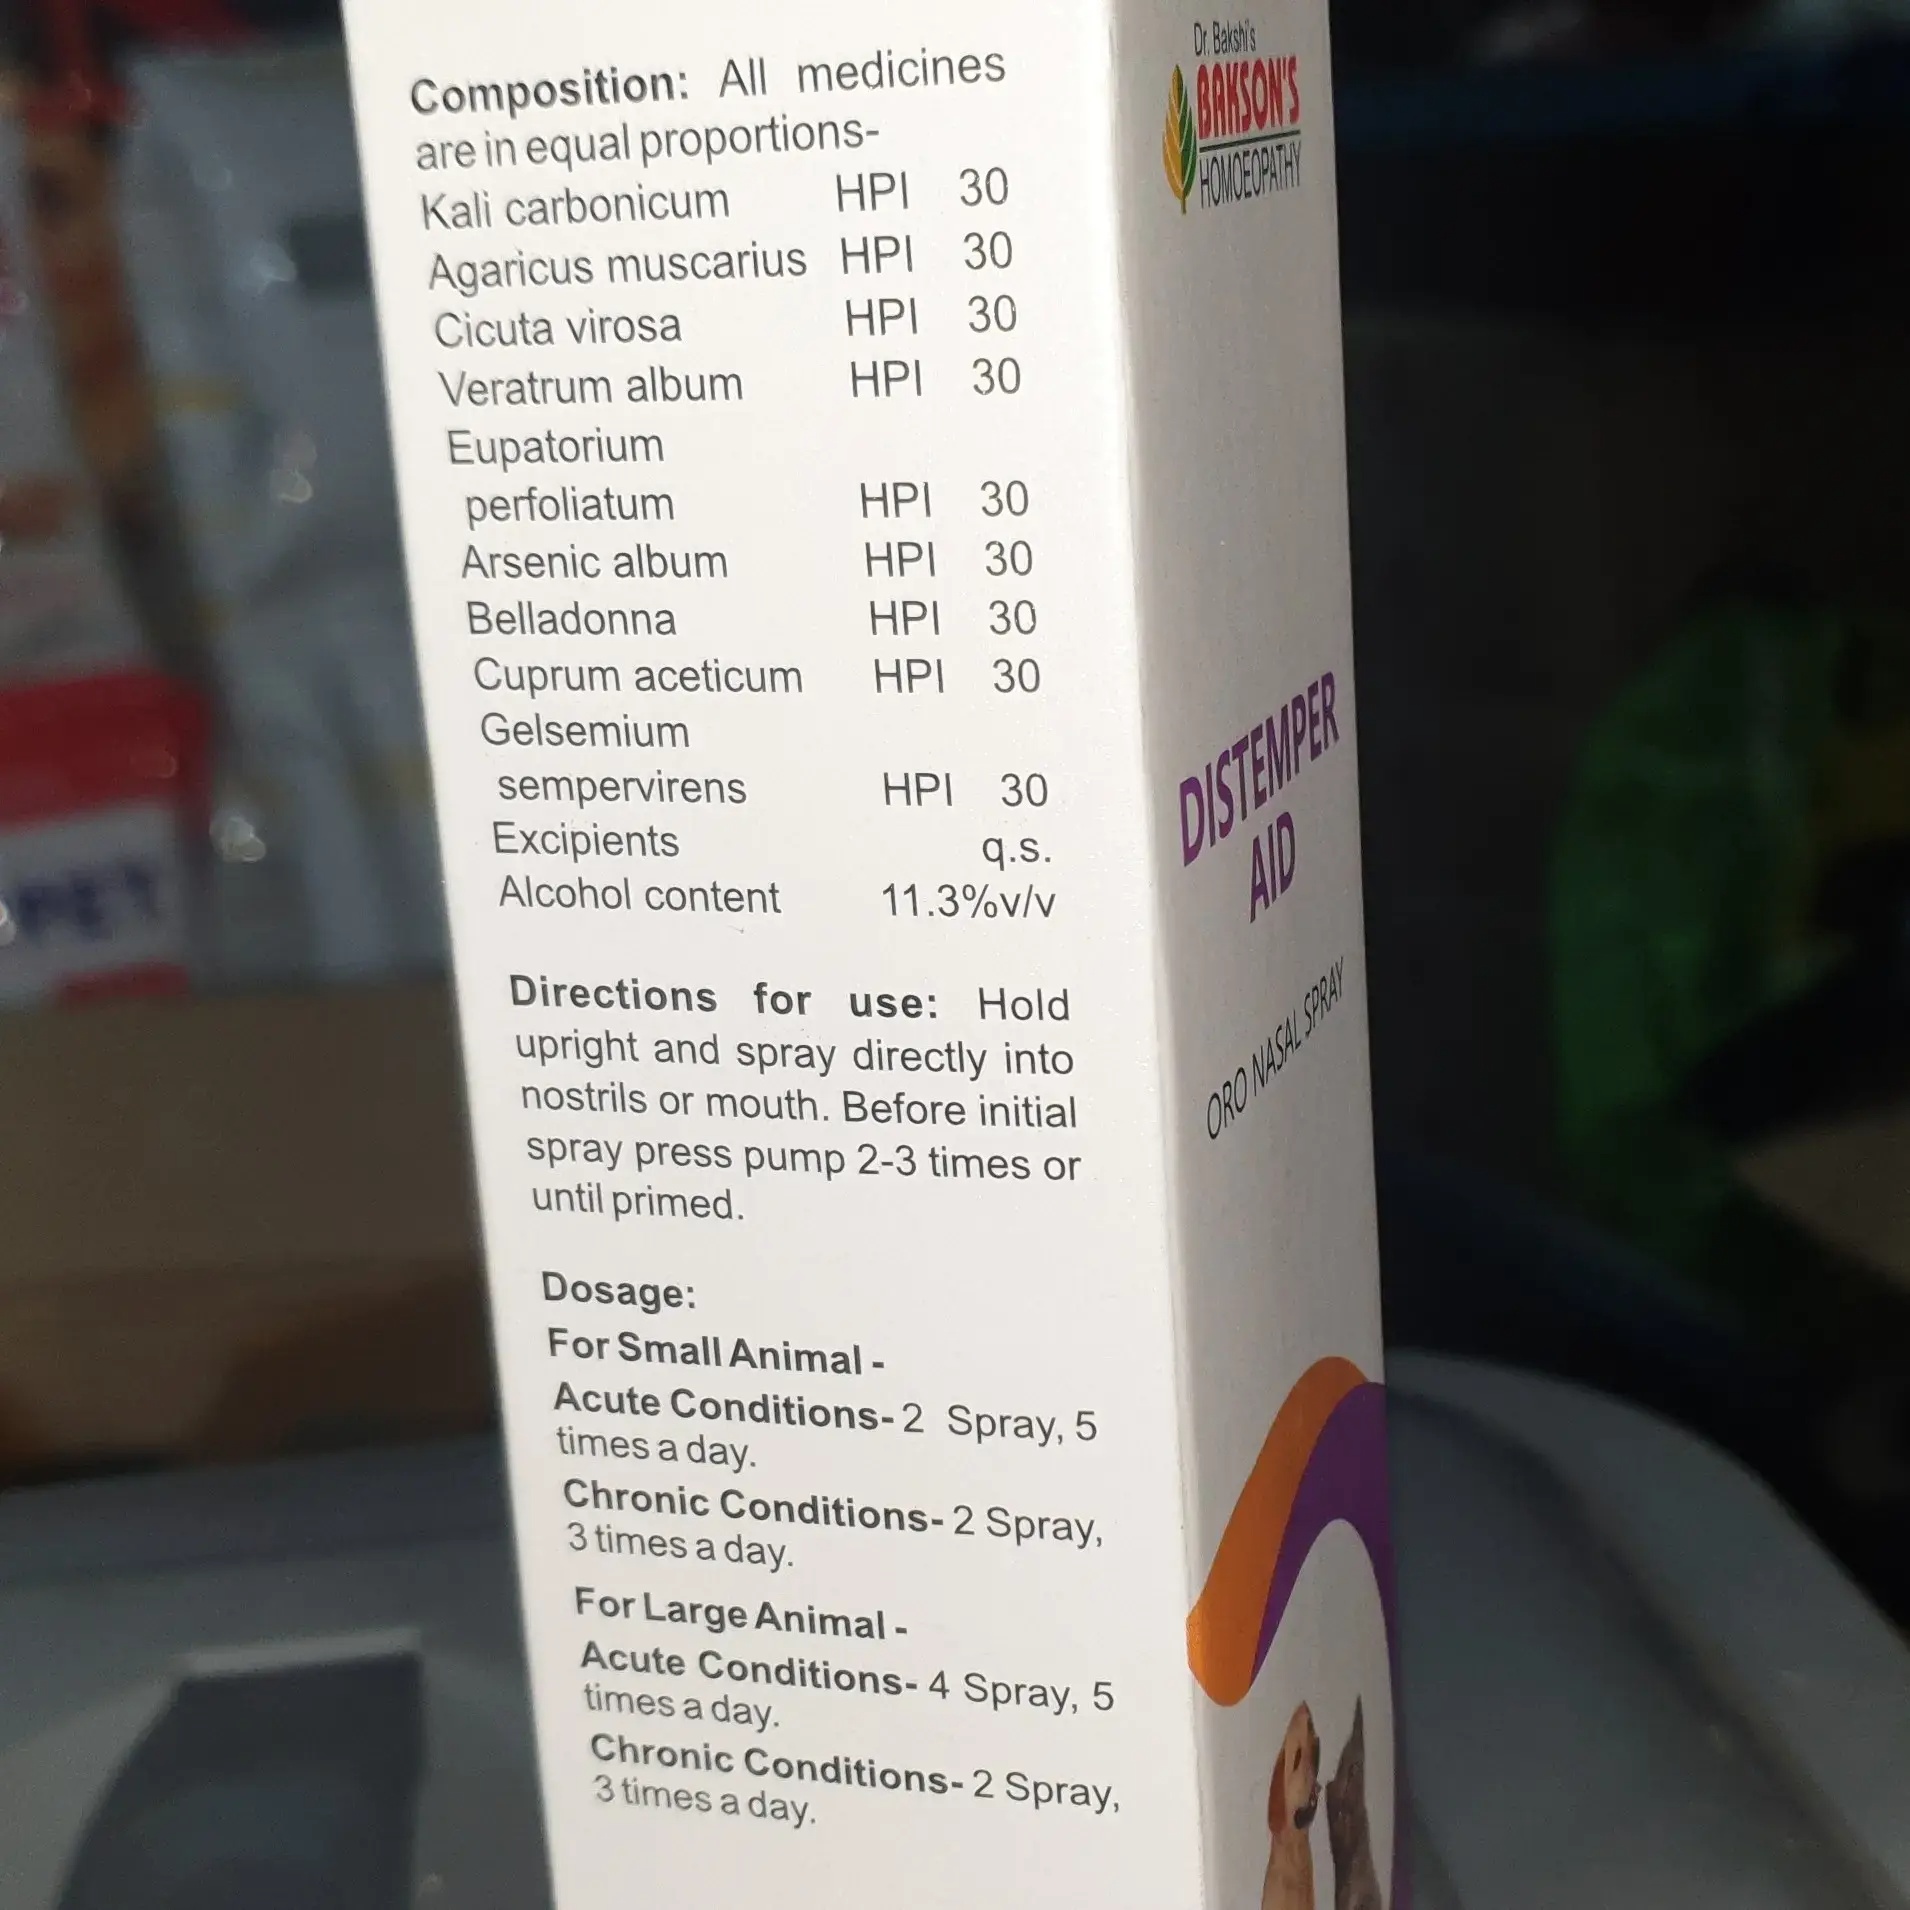 Composition: All medicines
are in equal proportions-
Kali carbonicum HPI 30
Agaricus muscarius HPI 30
Cicuta virosa HPI 30
Veratrum album HPI 30
Eupatorium
perfoliatum HPI 30
Arsenic album HPI 30
Belladonna HPI 30
Cuprum aceticum HPI 30
Gelsemium
sempervirens HPI 30
Excipients q.s.
Alcohol content 11.3%v/v
Directions for use: Hold
upright and spray directly into
nostrils or mouth. Before initial
spray press pump 2-3 times or
until primed.
Dosage:
For Small Animal -
Acute Conditions- 2 Spray, 5
times a day.
Chronic Conditions- 2 Spray,
3 times a day.
For Large Animal -
Acute Conditions- 4 Spray, 5
times a day.
Chronic Conditions- 2 Spray,
3 times a day.
Dr. Bakshi's
BAKSON'S
HOMOEOPATHY
DISTEMPER
AID
ORO NASAL SPRAY
PET